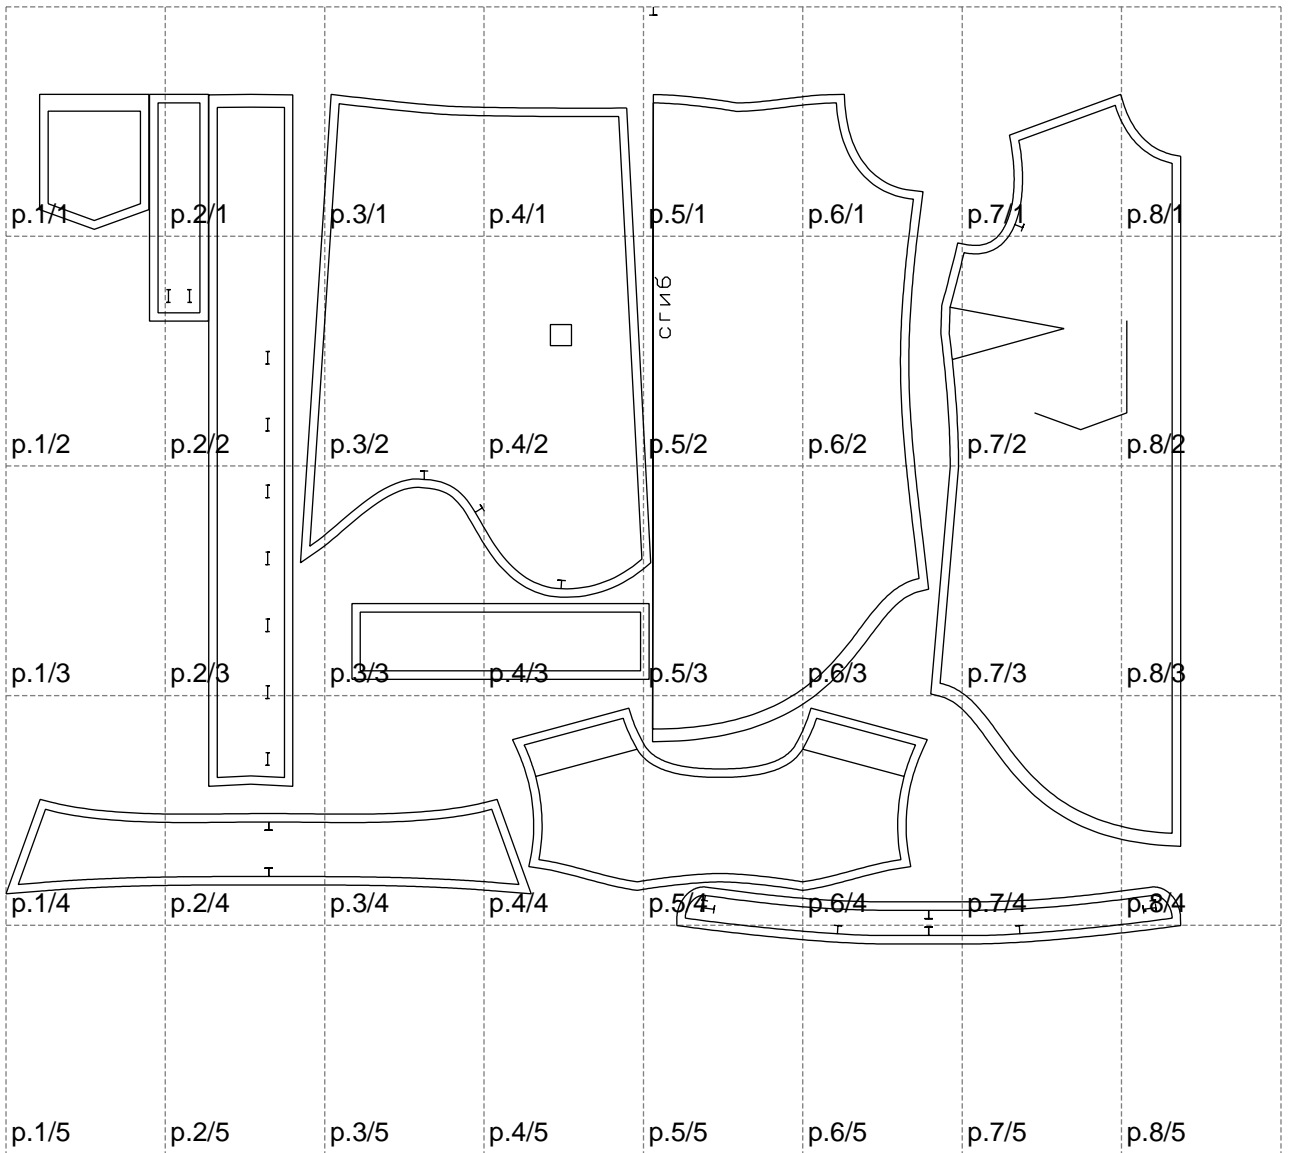 p.1/1 p.2/1 p.3/1 p.4/1 p.5/1 p.6/1 p.7/1 p.8/1
СГИБ
p.1/2 p.2/2 p.3/2 p.4/2 p.5/2 p.6/2 p.7/2 p.8/2
p.1/3 p.2/3 p.3/3 p.4/3 p.5/3 p.6/3 p.7/3 p.8/3
p.1/4 p.2/4 p.3/4 p.4/4 p.5/4 p.6/4 p.7/4 p.8/4
p.1/5 p.2/5 p.3/5 p.4/5 p.5/5 p.6/5 p.7/5 p.8/5